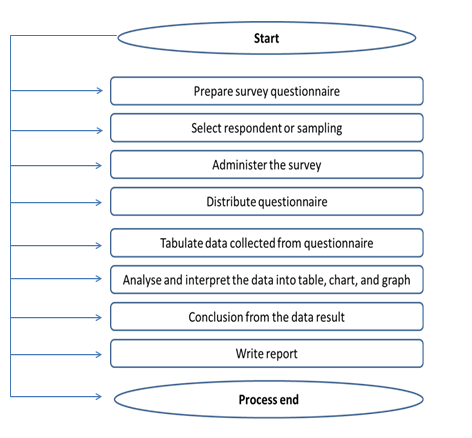 Start
Prepare survey questionnaire
Select respondent or sampling
Administer the survey
Distribute questionnaire
Tabulate data collected from questionnaire
Analyse and interpret the data into table, chart, and graph
Conclusion from the data result
Write report
Process end